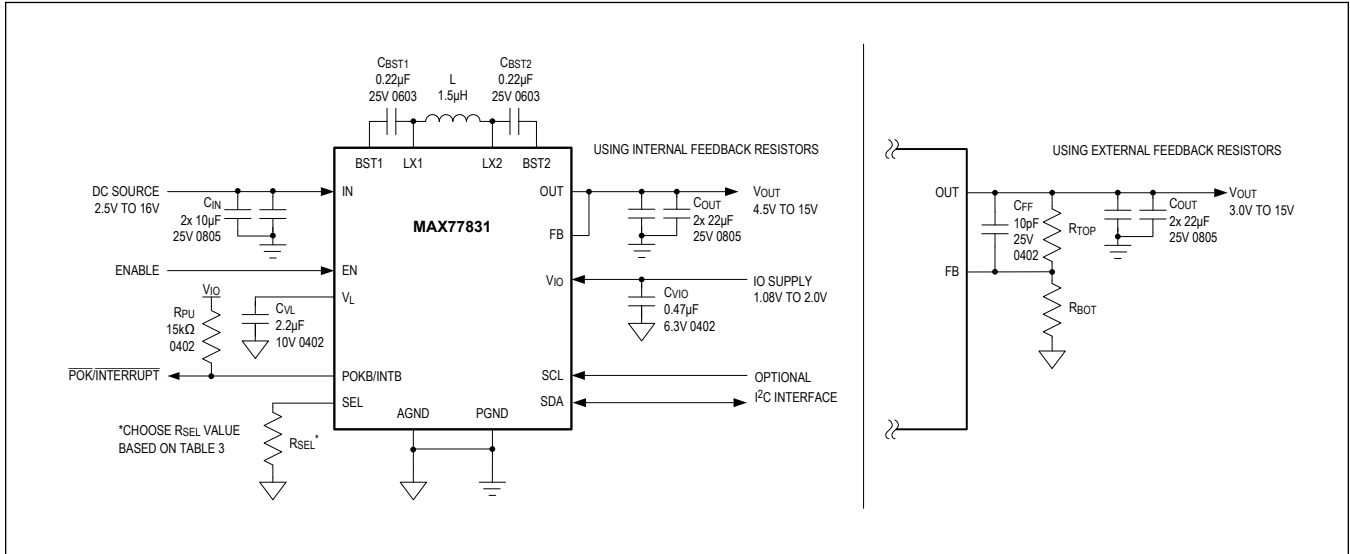 CBST1
0.22µF
25V 0603
L
1.5µH
CBST2
0.22µF
25V 0603
BST1
LX1
LX2
BST2
USING INTERNAL FEEDBACK RESISTORS
DC SOURCE
2.5V TO 16V
CIN
2x 10µF
25V 0805
IN
MAX77831
OUT
FB
COUT
2x 22µF
25V 0805
VOUT
4.5V TO 15V
ENABLE
EN
VIO
RPU
15kΩ
0402
CVL
2.2µF
10V 0402
VL
VIO
CVIO
0.47µF
6.3V 0402
IO SUPPLY
1.08V TO 2.0V
POK/INTERRUPT
POKB/INTB
SEL
SCL
SDA
OPTIONAL
I²C INTERFACE
AGND
PGND
*CHOOSE RSEL VALUE
BASED ON TABLE 3
RSEL*
USING EXTERNAL FEEDBACK RESISTORS
OUT
FB
CFF
10pF
25V
0402
RTOP
RBOT
COUT
2x 22µF
25V 0805
VOUT
3.0V TO 15V